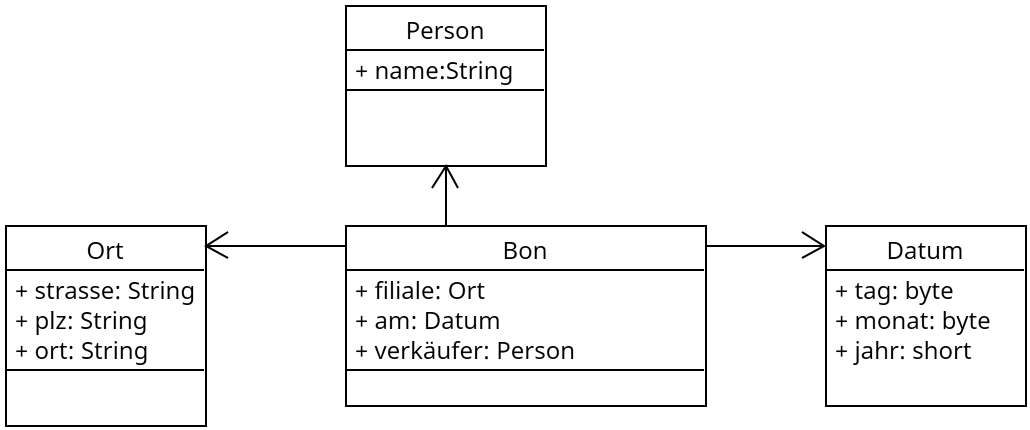 Person
+ name:String
Ort
+ strasse: String
+ plz: String
+ ort: String
Bon
+ filiale: Ort
+ am: Datum
+ verkäufer: Person
Datum
+ tag: byte
+ monat: byte
+ jahr: short